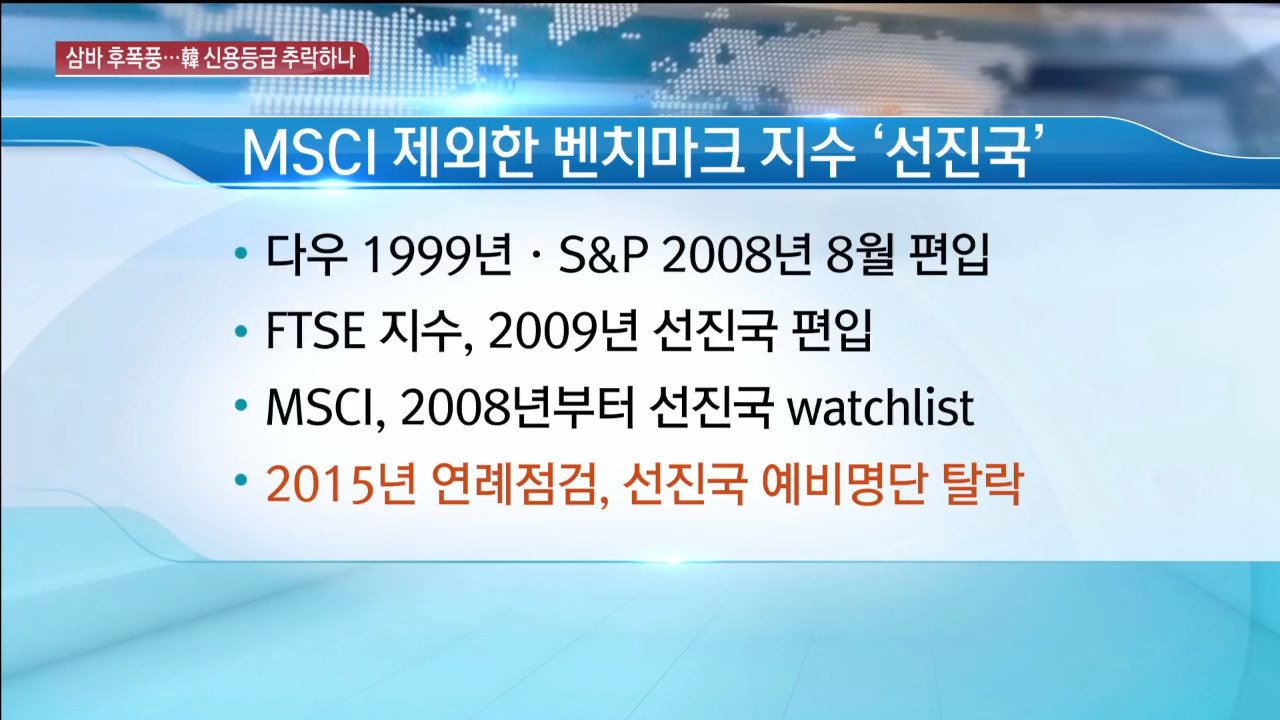 삼바 후폭풍…韓 신용등급 추락하나
MSCI 제외한 벤치마크 지수 ‘선진국’
• 다우 1999년 · S&P 2008년 8월 편입
• FTSE 지수, 2009년 선진국 편입
• MSCI, 2008년부터 선진국 watchlist
• 2015년 연례점검, 선진국 예비명단 탈락